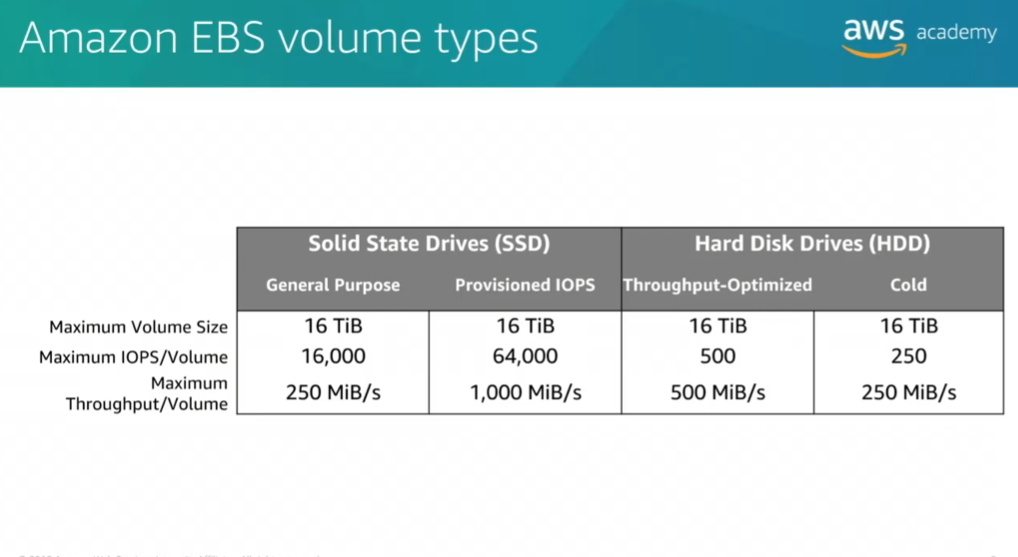 Amazon EBS volume types
aws academy
Solid State Drives (SSD) Hard Disk Drives (HDD)
General Purpose Provisioned IOPS Throughput-Optimized Cold
Maximum Volume Size 16 TiB 16 TiB 16 TiB 16 TiB
Maximum IOPS/Volume 16,000 64,000 500 250
Maximum
Throughput/Volume 250 MiB/s 1,000 MiB/s 500 MiB/s 250 MiB/s